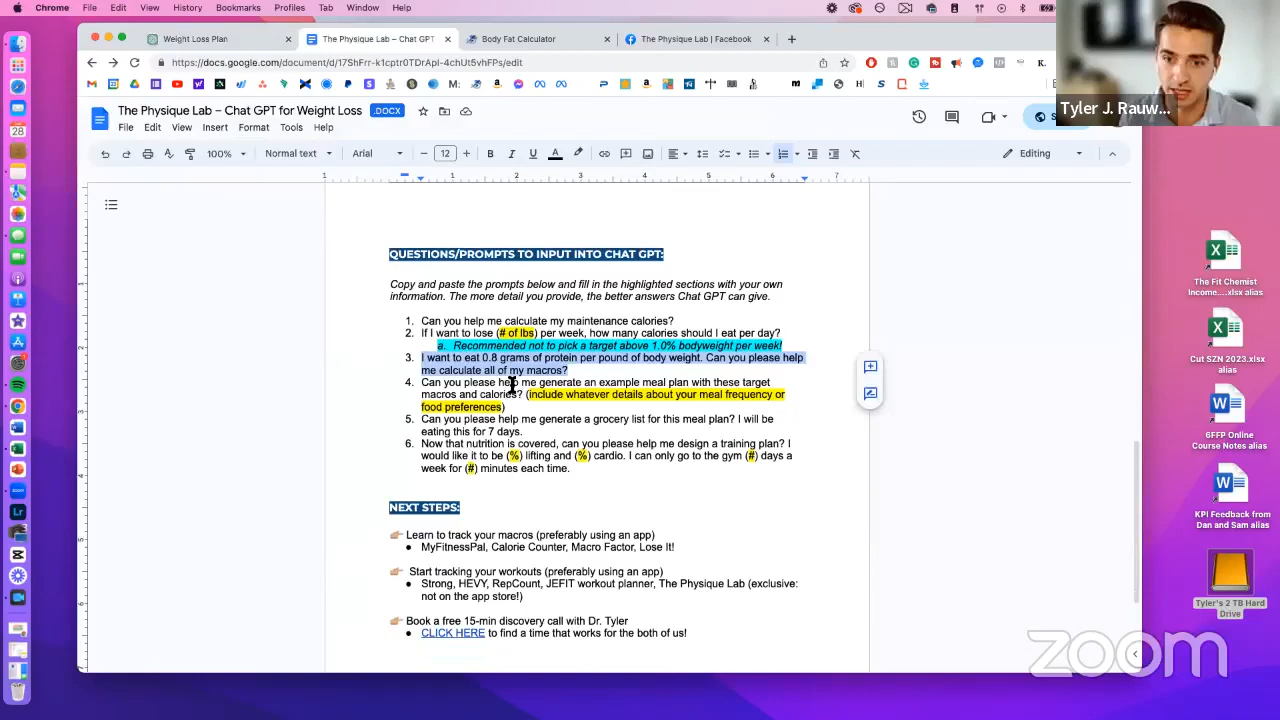 Chrome File Edit View History Bookmarks Profiles Tab Window Help
Weight Loss Plan
The Physique Lab – Chat GPT
Body Fat Calculator
The Physique Lab | Facebook
https://docs.google.com/document/d/17ShFrr-k1cptr0TDrApl-4chUt5vhFPs/edit
The Physique Lab – Chat GPT for Weight Loss .DOCX
File Edit View Insert Format Tools Help
100% Normal text Arial 12 Editing
Tyler J. Rauw...
QUESTIONS/PROMPTS TO INPUT INTO CHAT GPT:
Copy and paste the prompts below and fill in the highlighted sections with your own
information. The more detail you provide, the better answers Chat GPT can give.
1. Can you help me calculate my maintenance calories?
2. If I want to lose (# of lbs) per week, how many calories should I eat per day?
a. Recommended not to pick a target above 1.0% bodyweight per week!
3. I want to eat 0.8 grams of protein per pound of body weight. Can you please help
me calculate all of my macros?
4. Can you please help me generate an example meal plan with these target
macros and calories? (include whatever details about your meal frequency or
food preferences)
5. Can you please help me generate a grocery list for this meal plan? I will be
eating this for 7 days.
6. Now that nutrition is covered, can you please help me design a training plan? I
would like it to be (%) lifting and (%) cardio. I can only go to the gym (#) days a
week for (#) minutes each time.
NEXT STEPS:
👉 Learn to track your macros (preferably using an app)
● MyFitnessPal, Calorie Counter, Macro Factor, Lose It!
👉 Start tracking your workouts (preferably using an app)
● Strong, HEVY, RepCount, JEFIT workout planner, The Physique Lab (exclusive:
not on the app store!)
👉 Book a free 15-min discovery call with Dr. Tyler
● CLICK HERE to find a time that works for the both of us!
The Fit Chemist
Income....xlsx alias
Cut SZN 2023.xlsx
alias
6FFP Online
Course Notes alias
KPI Feedback from
Dan and Sam alias
Tyler's 2 TB Hard
Drive
zoom